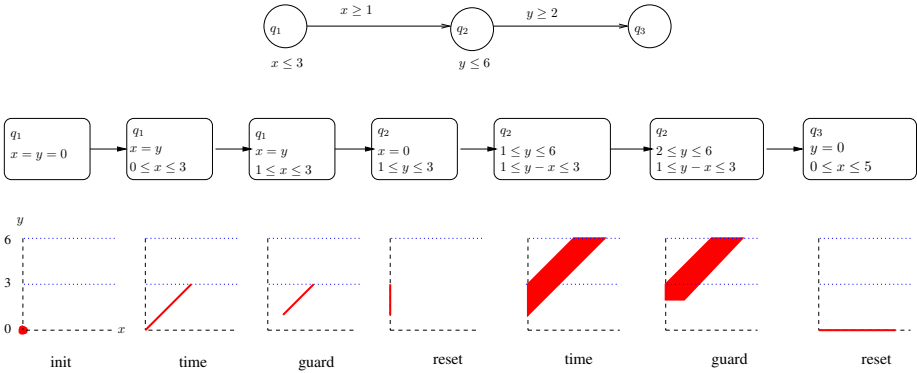 x ≥ 1
y ≥ 2
q₁
q₂
q₃
x ≤ 3
y ≤ 6
q₁
x = y = 0
q₁
x = y
0 ≤ x ≤ 3
q₁
x = y
1 ≤ x ≤ 3
q₂
x = 0
1 ≤ y ≤ 3
q₂
1 ≤ y ≤ 6
1 ≤ y − x ≤ 3
q₂
2 ≤ y ≤ 6
1 ≤ y − x ≤ 3
q₃
y = 0
0 ≤ x ≤ 5
y
6
3
0
x
init
time
guard
reset
time
guard
reset